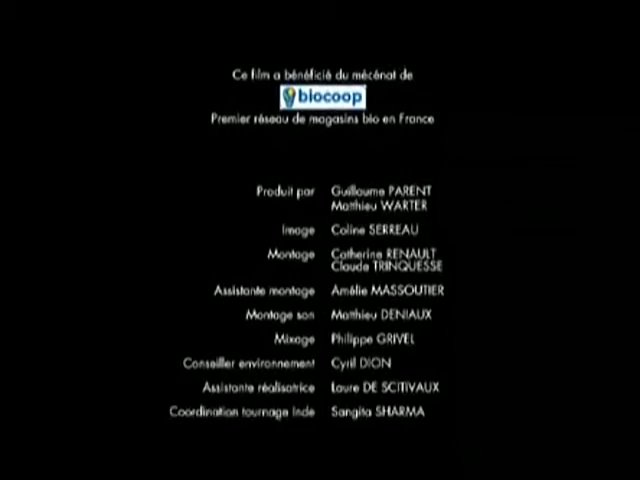 Ce film a bénéficié du mécénat de
biocoop
Premier réseau de magasins bio en France
Produit par Guillaume PARENT
Matthieu WARTER
Image Coline SERREAU
Montage Catherine RENAULT
Claude TRINQUESSE
Assistante montage Amélie MASSOUTIER
Montage son Matthieu DENIAUX
Mixage Philippe GRIVEL
Conseiller environnement Cyril DION
Assistante réalisatrice Laure DE SCITIVAUX
Coordination tournage Inde Sangita SHARMA